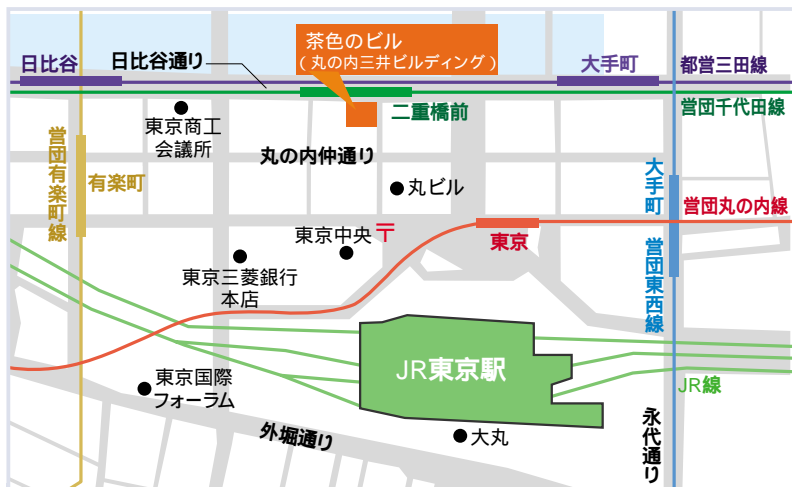 茶色のビル
(丸の内三井ビルディング)
日比谷
日比谷通り
大手町
都営三田線
二重橋前
営団千代田線
東京商工
会議所
丸の内仲通り
営団有楽町線
有楽町
丸ビル
大手町
営団丸の内線
東京中央
〒
東京
営団東西線
東京三菱銀行
本店
JR東京駅
東京国際
フォーラム
JR線
外堀通り
大丸
永代通り